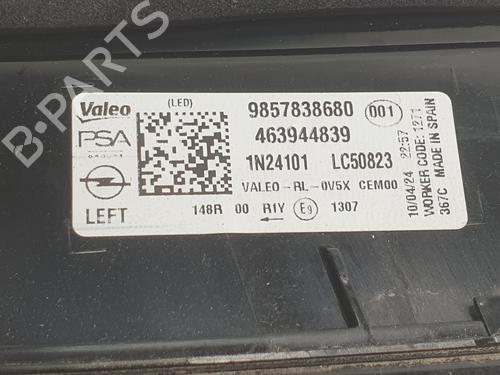 Valeo
(LED)
9857838680 001
PSA
GROUPE
463944839
1N24101 LC50823
VALEO-RL-0V5X CEM00
LEFT
148R 00 R1Y E9 1307
10/04/24 22:57
WORKER CODE: 1271
367C MADE IN SPAIN
B-PARTS